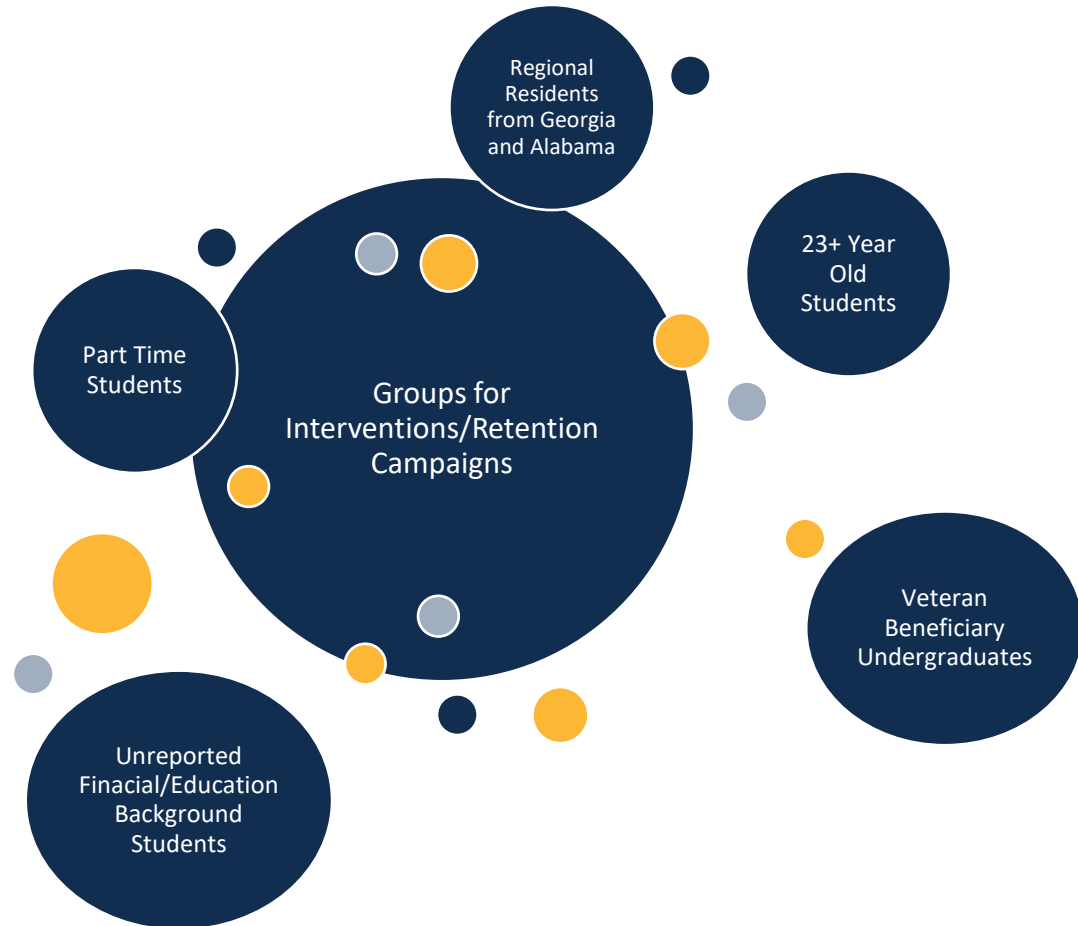 Regional
Residents
from Georgia
and Alabama
23+ Year
Old
Students
Part Time
Students
Groups for
Interventions/Retention
Campaigns
Veteran
Beneficiary
Undergraduates
Unreported
Finacial/Education
Background
Students